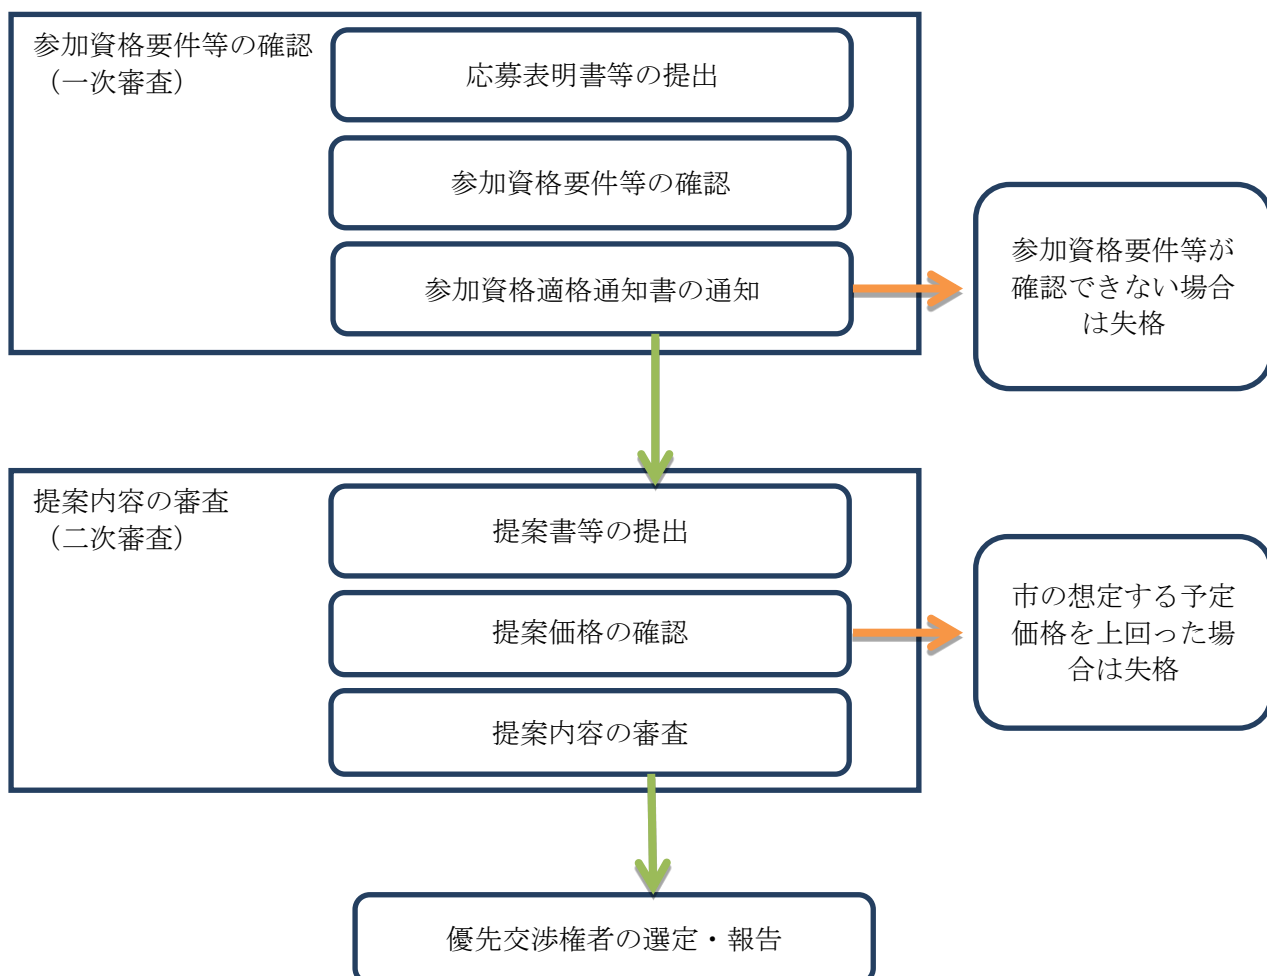 参加資格要件等の確認
（一次審査）
応募表明書等の提出
参加資格要件等の確認
参加資格適格通知書の通知
参加資格要件等が
確認できない場合
は失格
提案内容の審査
（二次審査）
提案書等の提出
提案価格の確認
提案内容の審査
市の想定する予定
価格を上回った場
合は失格
優先交渉権者の選定・報告